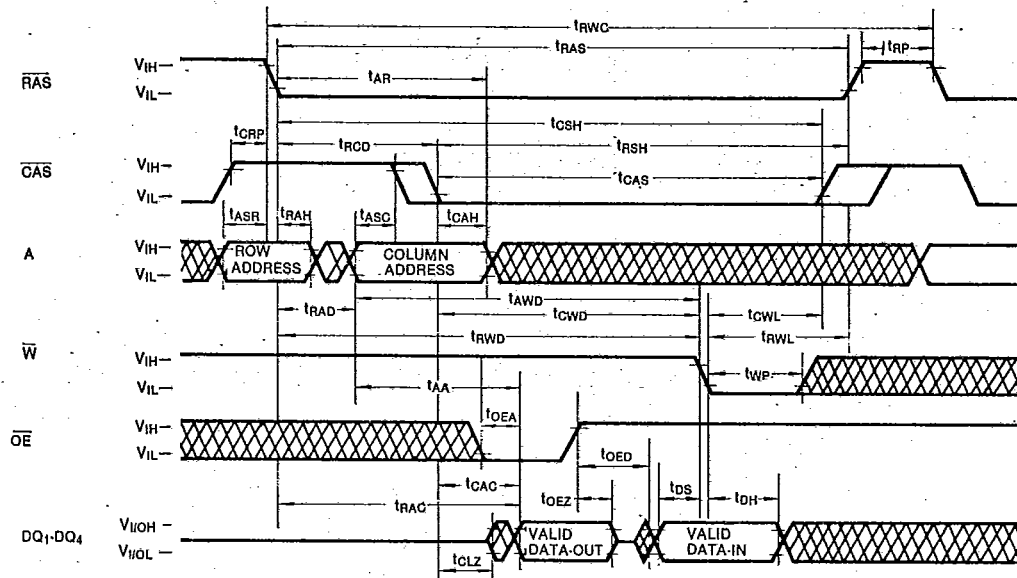 tRWC
tRAS
tRP
tAR
RAS
VIH
VIL
tCSH
tCRP
tRCD
tRSH
CAS
VIH
VIL
tCAS
tASR
tRAH
tASC
tCAH
A
VIH
VIL
ROW ADDRESS
COLUMN ADDRESS
tRAD
tAWD
tCWD
tCWL
tRWD
tRWL
W
VIH
VIL
tWP
tAA
tOEA
OE
VIH
VIL
tOED
tCAC
tOEZ
tDS
tDH
tRAC
DQ1-DQ4
VI/OH
VI/OL
VALID DATA-OUT
VALID DATA-IN
tCLZ